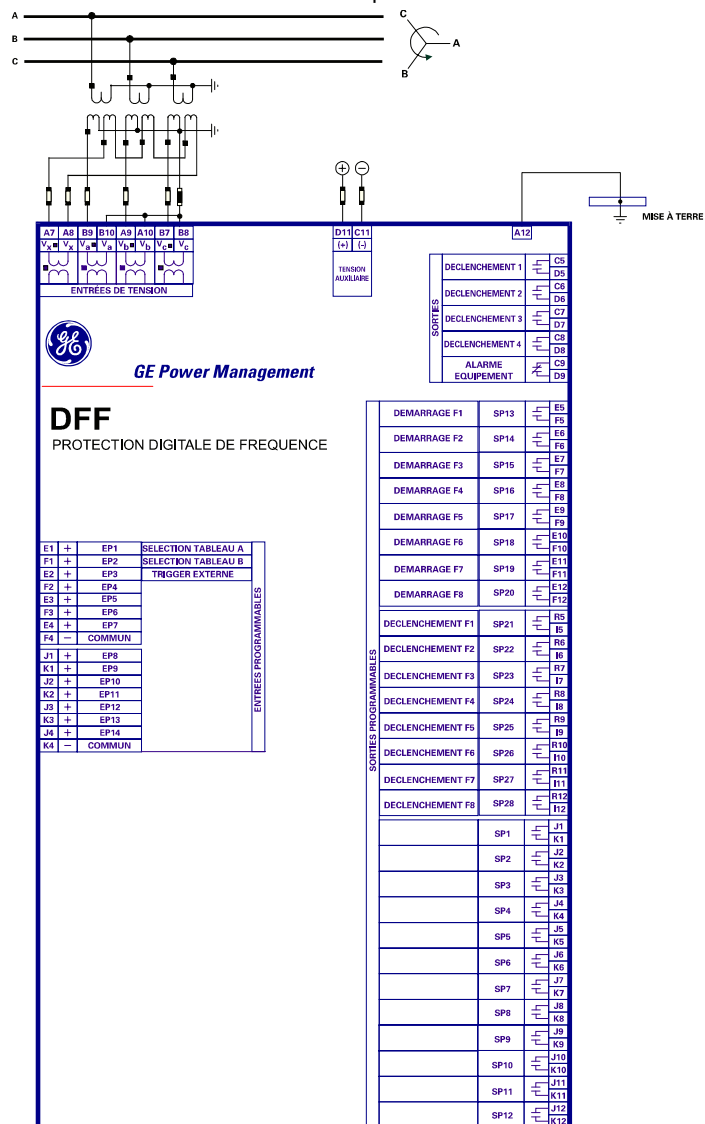 A
B
C
C
A
B
MISE À TERRE
A7 A8 B9 B10 A9 A10 B7 B8
Vx Vx Va Va Vb Vb Vc Vc
ENTRÉES DE TENSION
D11 C11
(+) (-)
TENSION
AUXILIAIRE
A12
SORTIES
DECLENCHEMENT 1 C5 D5
DECLENCHEMENT 2 C6 D6
DECLENCHEMENT 3 C7 D7
DECLENCHEMENT 4 C8 D8
ALARME
EQUIPEMENT C9 D9
GE Power Management
DFF
PROTECTION DIGITALE DE FREQUENCE
E1 + EP1 SELECTION TABLEAU A
F1 + EP2 SELECTION TABLEAU B
E2 + EP3 TRIGGER EXTERNE
F2 + EP4
E3 + EP5
F3 + EP6
E4 + EP7
F4 − COMMUN
J1 + EP8
K1 + EP9
J2 + EP10
K2 + EP11
J3 + EP12
K3 + EP13
J4 + EP14
K4 − COMMUN
ENTREES PROGRAMMABLES
SORTIES PROGRAMMABLES
DEMARRAGE F1 SP13 E5 F5
DEMARRAGE F2 SP14 E6 F6
DEMARRAGE F3 SP15 E7 F7
DEMARRAGE F4 SP16 E8 F8
DEMARRAGE F5 SP17 E9 F9
DEMARRAGE F6 SP18 E10 F10
DEMARRAGE F7 SP19 E11 F11
DEMARRAGE F8 SP20 E12 F12
DECLENCHEMENT F1 SP21 R5 I5
DECLENCHEMENT F2 SP22 R6 I6
DECLENCHEMENT F3 SP23 R7 I7
DECLENCHEMENT F4 SP24 R8 I8
DECLENCHEMENT F5 SP25 R9 I9
DECLENCHEMENT F6 SP26 R10 I10
DECLENCHEMENT F7 SP27 R11 I11
DECLENCHEMENT F8 SP28 R12 I12
SP1 J1 K1
SP2 J2 K2
SP3 J3 K3
SP4 J4 K4
SP5 J5 K5
SP6 J6 K6
SP7 J7 K7
SP8 J8 K8
SP9 J9 K9
SP10 J10 K10
SP11 J11 K11
SP12 J12 K12